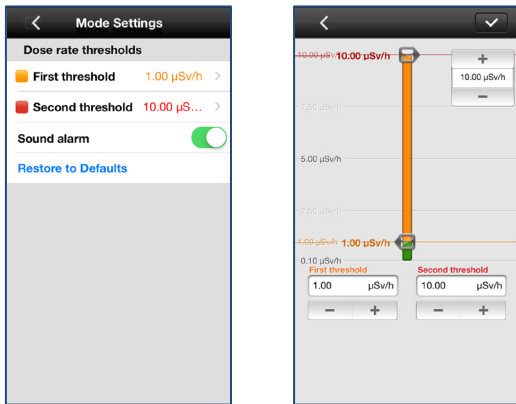 Mode Settings
Dose rate thresholds
First threshold 1.00 µSv/h
Second threshold 10.00 µS...
Sound alarm
Restore to Defaults
10.00 µSv/h 10.00 µSv/h
+
10.00 µSv/h
−
7.50 µSv/h
5.00 µSv/h
2.50 µSv/h
1.00 µSv/h 1.00 µSv/h
0.10 µSv/h
First threshold Second threshold
1.00 µSv/h 10.00 µSv/h
− + − +